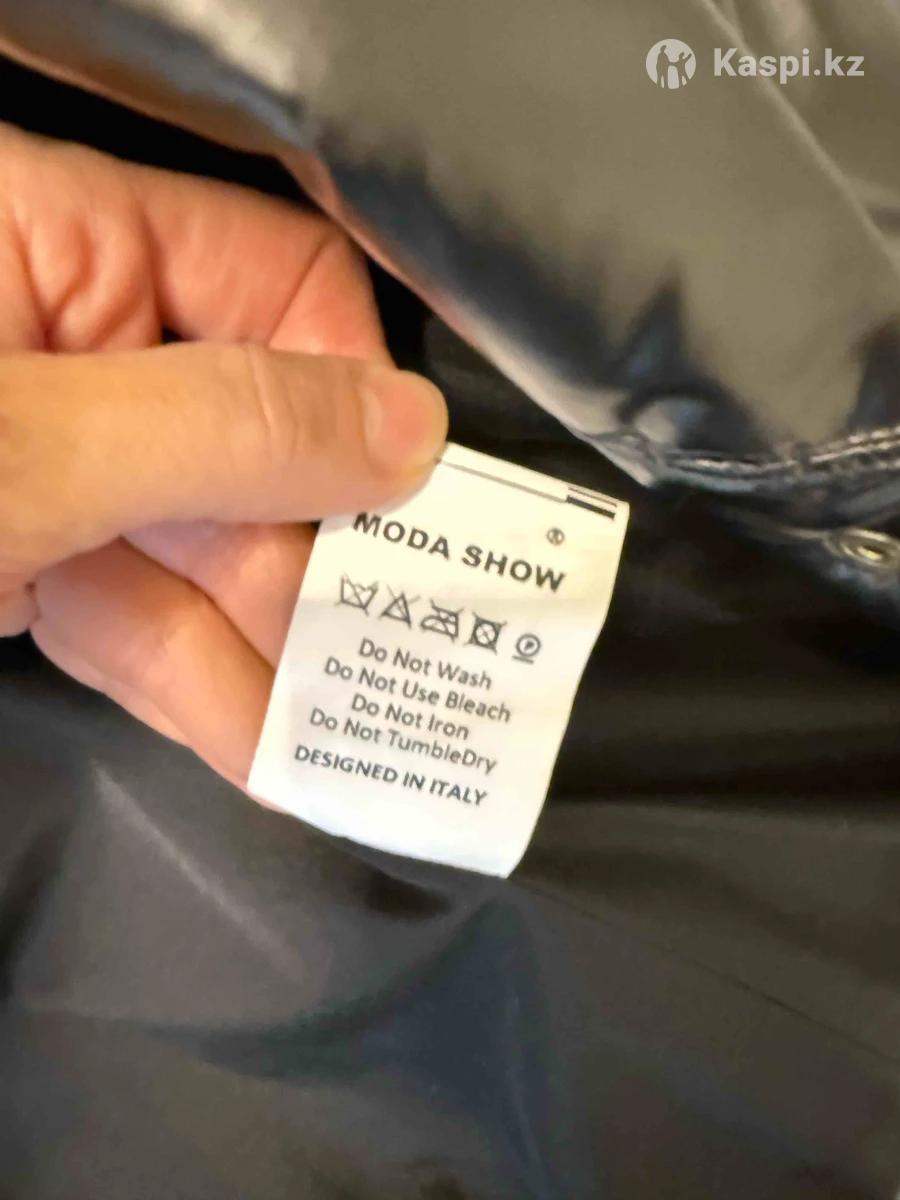 Kaspi.kz
MODA SHOW ®
P
Do Not Wash
Do Not Use Bleach
Do Not Iron
Do Not TumbleDry
DESIGNED IN ITALY